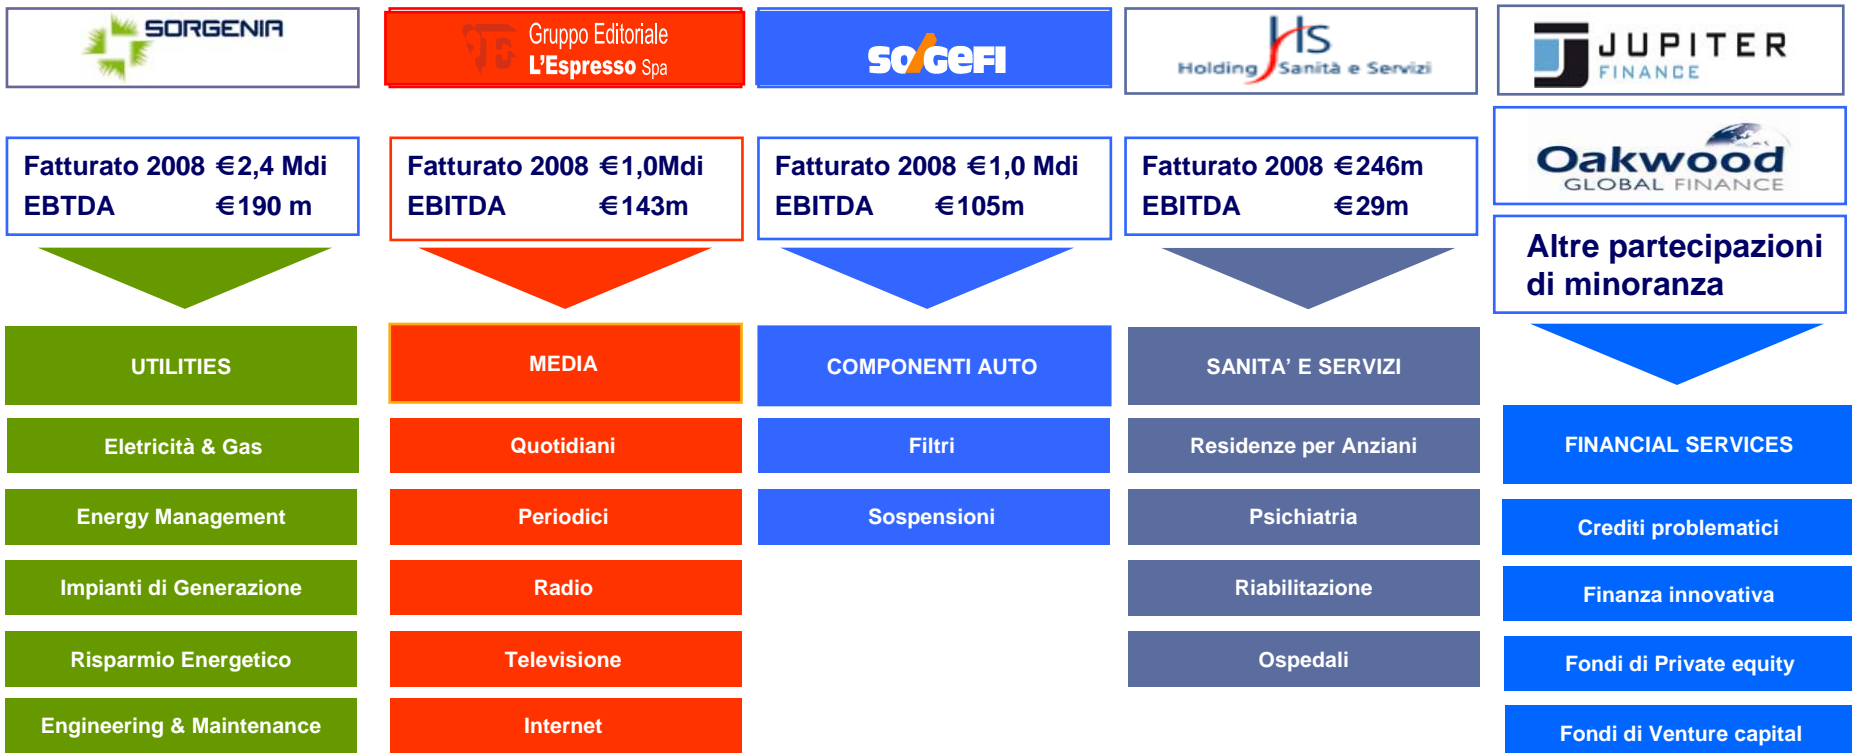 SORGENIA
Gruppo Editoriale
L'Espresso Spa
SOGEFI
HS
Holding Sanità e Servizi
JUPITER
FINANCE
Oakwood
GLOBAL FINANCE
Fatturato 2008 €2,4 Mdi
EBTDA €190 m
Fatturato 2008 €1,0Mdi
EBITDA €143m
Fatturato 2008 €1,0 Mdi
EBITDA €105m
Fatturato 2008 €246m
EBITDA €29m
Altre partecipazioni
di minoranza
UTILITIES
Eletricità & Gas
Energy Management
Impianti di Generazione
Risparmio Energetico
Engineering & Maintenance
MEDIA
Quotidiani
Periodici
Radio
Televisione
Internet
COMPONENTI AUTO
Filtri
Sospensioni
SANITA' E SERVIZI
Residenze per Anziani
Psichiatria
Riabilitazione
Ospedali
FINANCIAL SERVICES
Crediti problematici
Finanza innovativa
Fondi di Private equity
Fondi di Venture capital